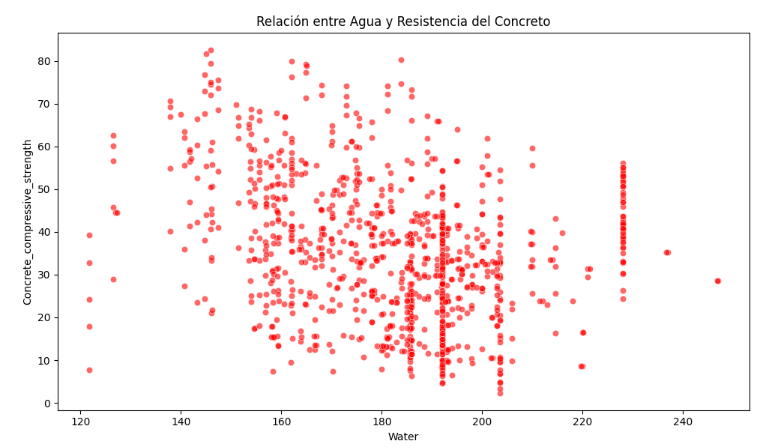 Relación entre Agua y Resistencia del Concreto
Concrete_compressive_strength
80
70
60
50
40
30
20
10
0
120 140 160 180 200 220 240
Water